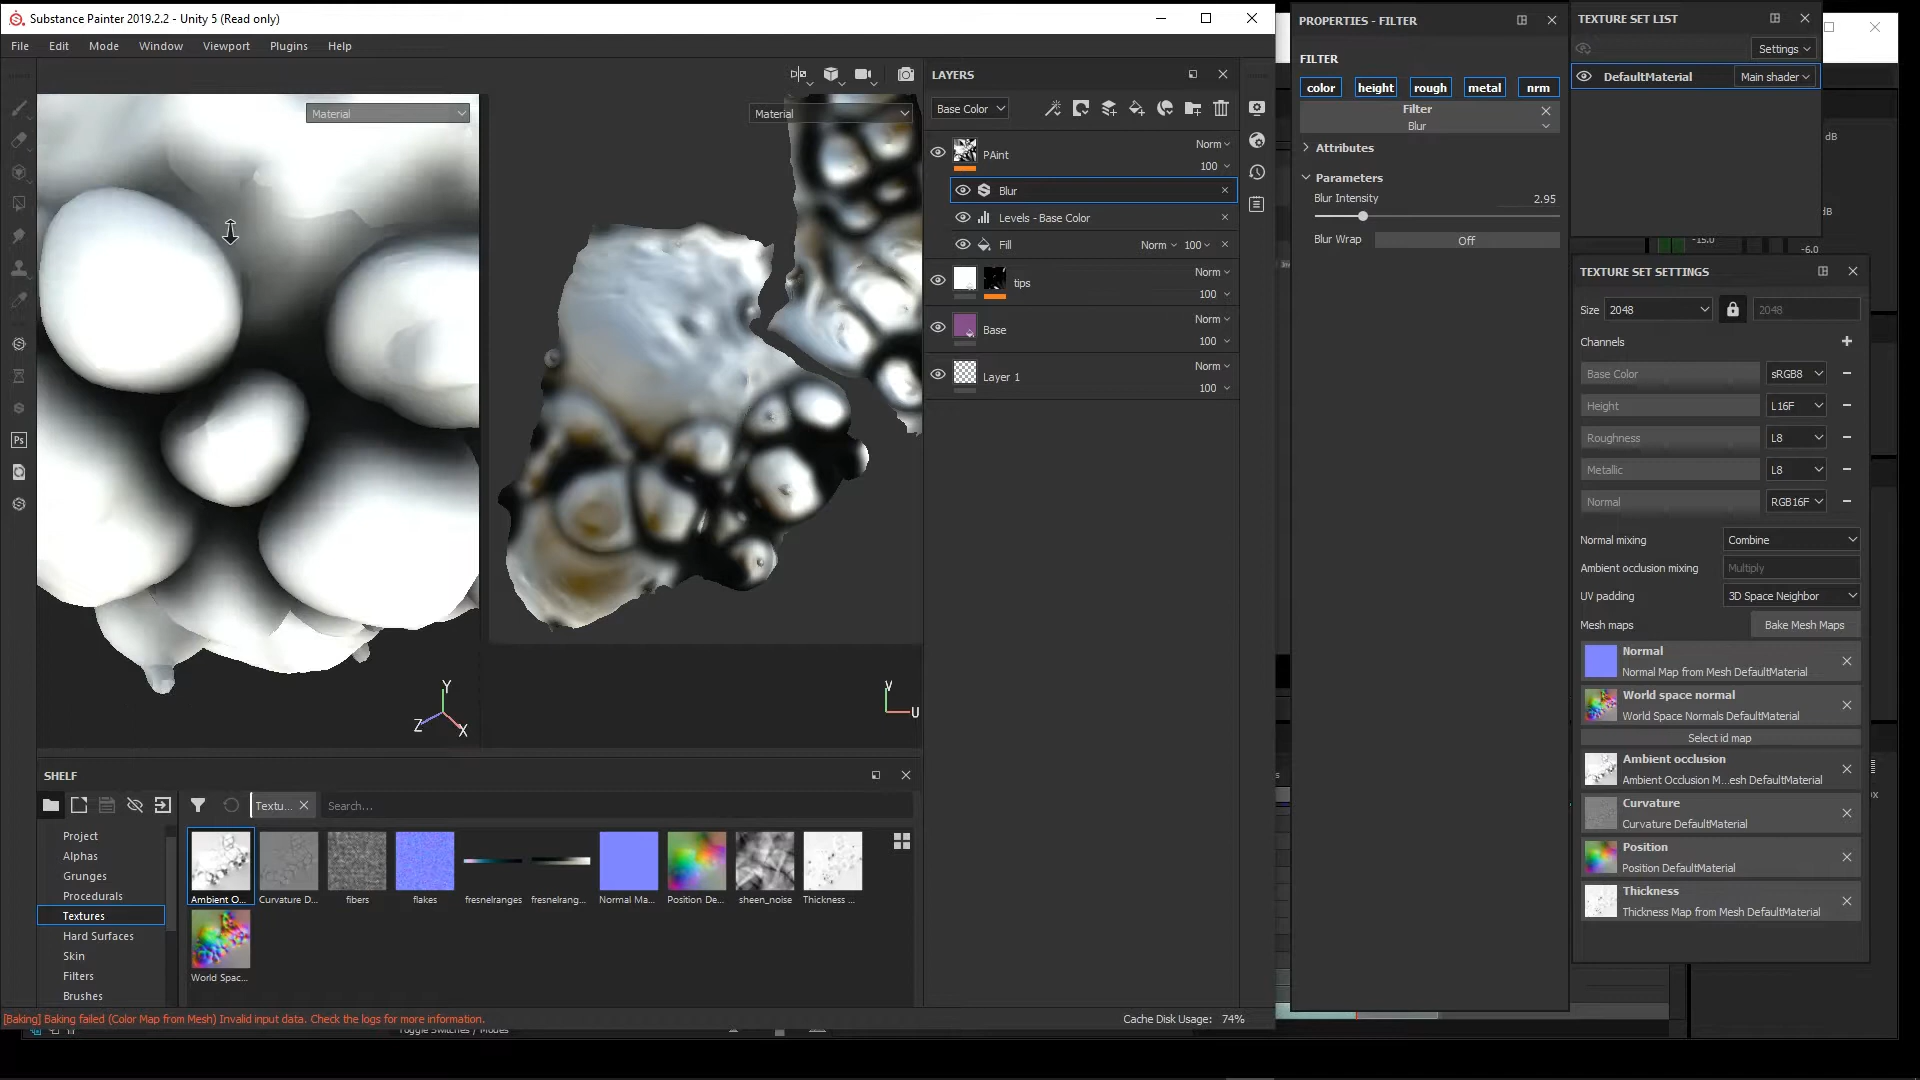 Substance Painter 2019.2.2 - Unity 5 (Read only)
File Edit Mode Window Viewport Plugins Help
Material
Material
Z Y X
V U
LAYERS
Base Color
PAint Norm
100
Blur
Levels - Base Color
Fill Norm 100
tips Norm
100
Base Norm
100
Layer 1 Norm
100
Ps
SHELF
Textu...
Search...
Project
Alphas
Grunges
Procedurals
Textures
Hard Surfaces
Skin
Filters
Brushes
Ambient O...
Curvature D...
fibers
flakes
fresnelranges
fresnelrang...
Normal Ma...
Position De...
sheen_noise
Thickness ...
World Spac...
[Baking] Baking failed (Color Map from Mesh) Invalid input data. Check the logs for more information.
Cache Disk Usage: 74%
PROPERTIES - FILTER
FILTER
color height rough metal nrm
Filter
Blur
Attributes
Parameters
Blur Intensity 2.95
Blur Wrap Off
TEXTURE SET LIST
Settings
DefaultMaterial Main shader
dB
dB
-15.0
-6.0
TEXTURE SET SETTINGS
Size 2048 2048
Channels
Base Color sRGB8
Height L16F
Roughness L8
Metallic L8
Normal RGB16F
Normal mixing Combine
Ambient occlusion mixing Multiply
UV padding 3D Space Neighbor
Mesh maps Bake Mesh Maps
Normal
Normal Map from Mesh DefaultMaterial
World space normal
World Space Normals DefaultMaterial
Select id map
Ambient occlusion
Ambient Occlusion M...esh DefaultMaterial
Curvature
Curvature DefaultMaterial
Position
Position DefaultMaterial
Thickness
Thickness Map from Mesh DefaultMaterial